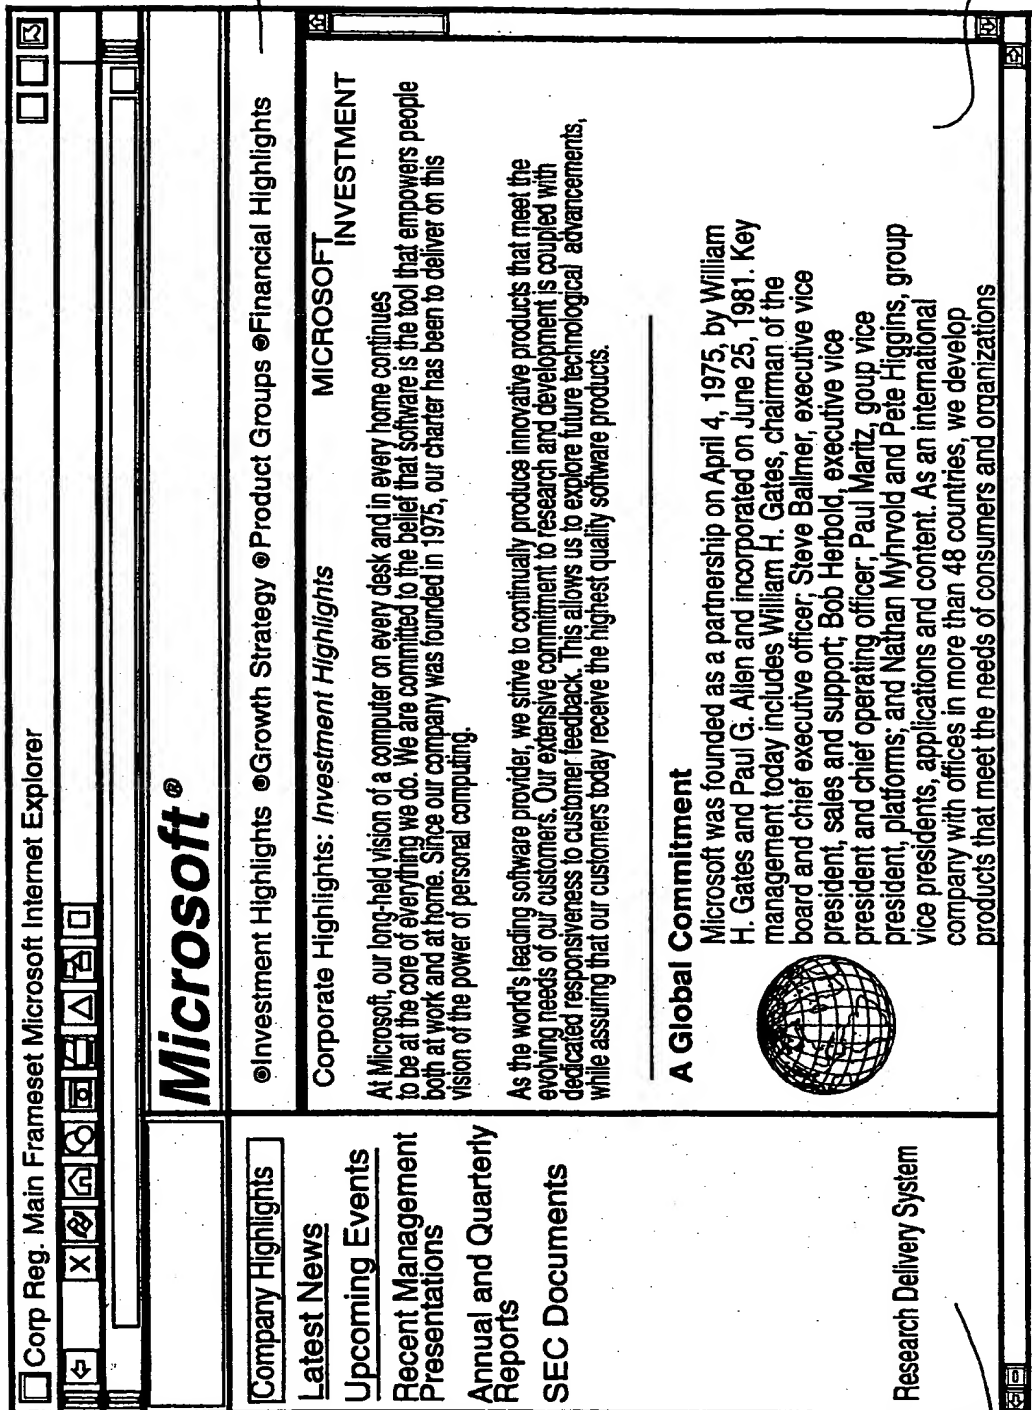 Corp Reg. Main Frameset Microsoft Internet Explorer
Microsoft®
Company Highlights
Latest News
Upcoming Events
Recent Management
Presentations
Annual and Quarterly
Reports
SEC Documents
Research Delivery System
Investment Highlights Growth Strategy Product Groups Financial Highlights
Corporate Highlights: Investment Highlights
MICROSOFT
INVESTMENT
At Microsoft, our long-held vision of a computer on every desk and in every home continues
to be at the core of everything we do. We are committed to the belief that software is the tool that empowers people
both at work and at home. Since our company was founded in 1975, our charter has been to deliver on this
vision of the power of personal computing.
As the world's leading software provider, we strive to continually produce innovative products that meet the
evolving needs of our customers. Our extensive commitment to research and development is coupled with
dedicated responsiveness to customer feedback. This allows us to explore future technological advancements,
while assuring that our customers today receive the highest quality software products.
A Global Commitment
Microsoft was founded as a partnership on April 4, 1975, by William
H. Gates and Paul G. Allen and incorporated on June 25, 1981. Key
management today includes William H. Gates, chairman of the
board and chief executive officer; Steve Ballmer, executive vice
president, sales and support; Bob Herbold, executive vice
president and chief operating officer; Paul Maritz, goup vice
president, platforms; and Nathan Myhrvold and Pete Higgins, group
vice presidents, applications and content. As an international
company with offices in more than 48 countries, we develop
products that meet the needs of consumers and organizations